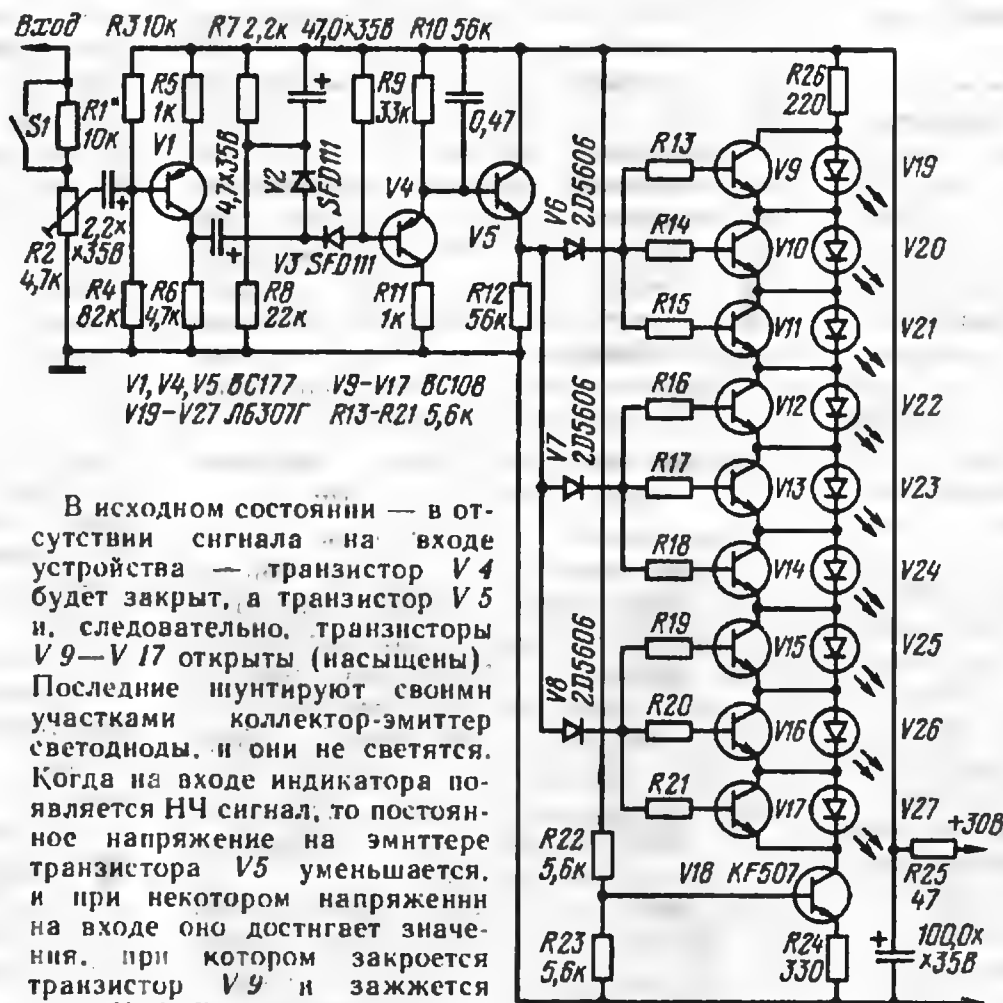 Вход R3 10к R7 2,2к 47,0×35В R10 56к
S1 R1* 10к
R5 1к
V1
4,7×35В
V2 SFD111
R9 33к
V4
0,47
V5
R26 220
R2 4,7к
2,2××35В
R4 82к
R6 4,7к
V3 SFD111
R8 22к
R11 1к
R12 56к
V6 2D5606
R13 V9 V19
R14 V10 V20
R15 V11 V21
V7 2D5606
R16 V12 V22
R17 V13 V23
R18 V14 V24
V8 2D5606
R19 V15 V25
R20 V16 V26
R21 V17 V27
R22 5,6к
V18 KF507
+30В
R25 47
R23 5,6к
R24 330
100,0××35В
V1, V4, V5 BC177 V9-V17 BC108
V19-V27 Л6307Г R13-R21 5,6к
В исходном состоянии — в от-
сутствии сигнала на входе
устройства — транзистор V 4
будет закрыт, а транзистор V 5
и, следовательно, транзисторы
V 9—V 17 открыты (насыщены).
Последние шунтируют своими
участками коллектор-эмиттер
светодиоды, и они не светятся.
Когда на входе индикатора по-
является НЧ сигнал, то постоян-
ное напряжение на эмиттере
транзистора V5 уменьшается,
и при некотором напряжении
на входе оно достигает значе-
ния, при котором закроется
транзистор V 9 и зажжется